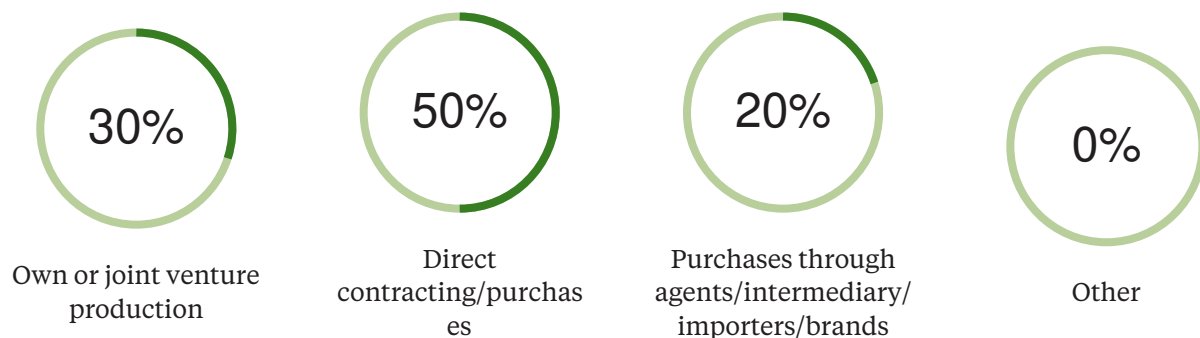 30%
Own or joint venture
production
50%
Direct
contracting/purchas
es
20%
Purchases through
agents/intermediary/
importers/brands
0%
Other